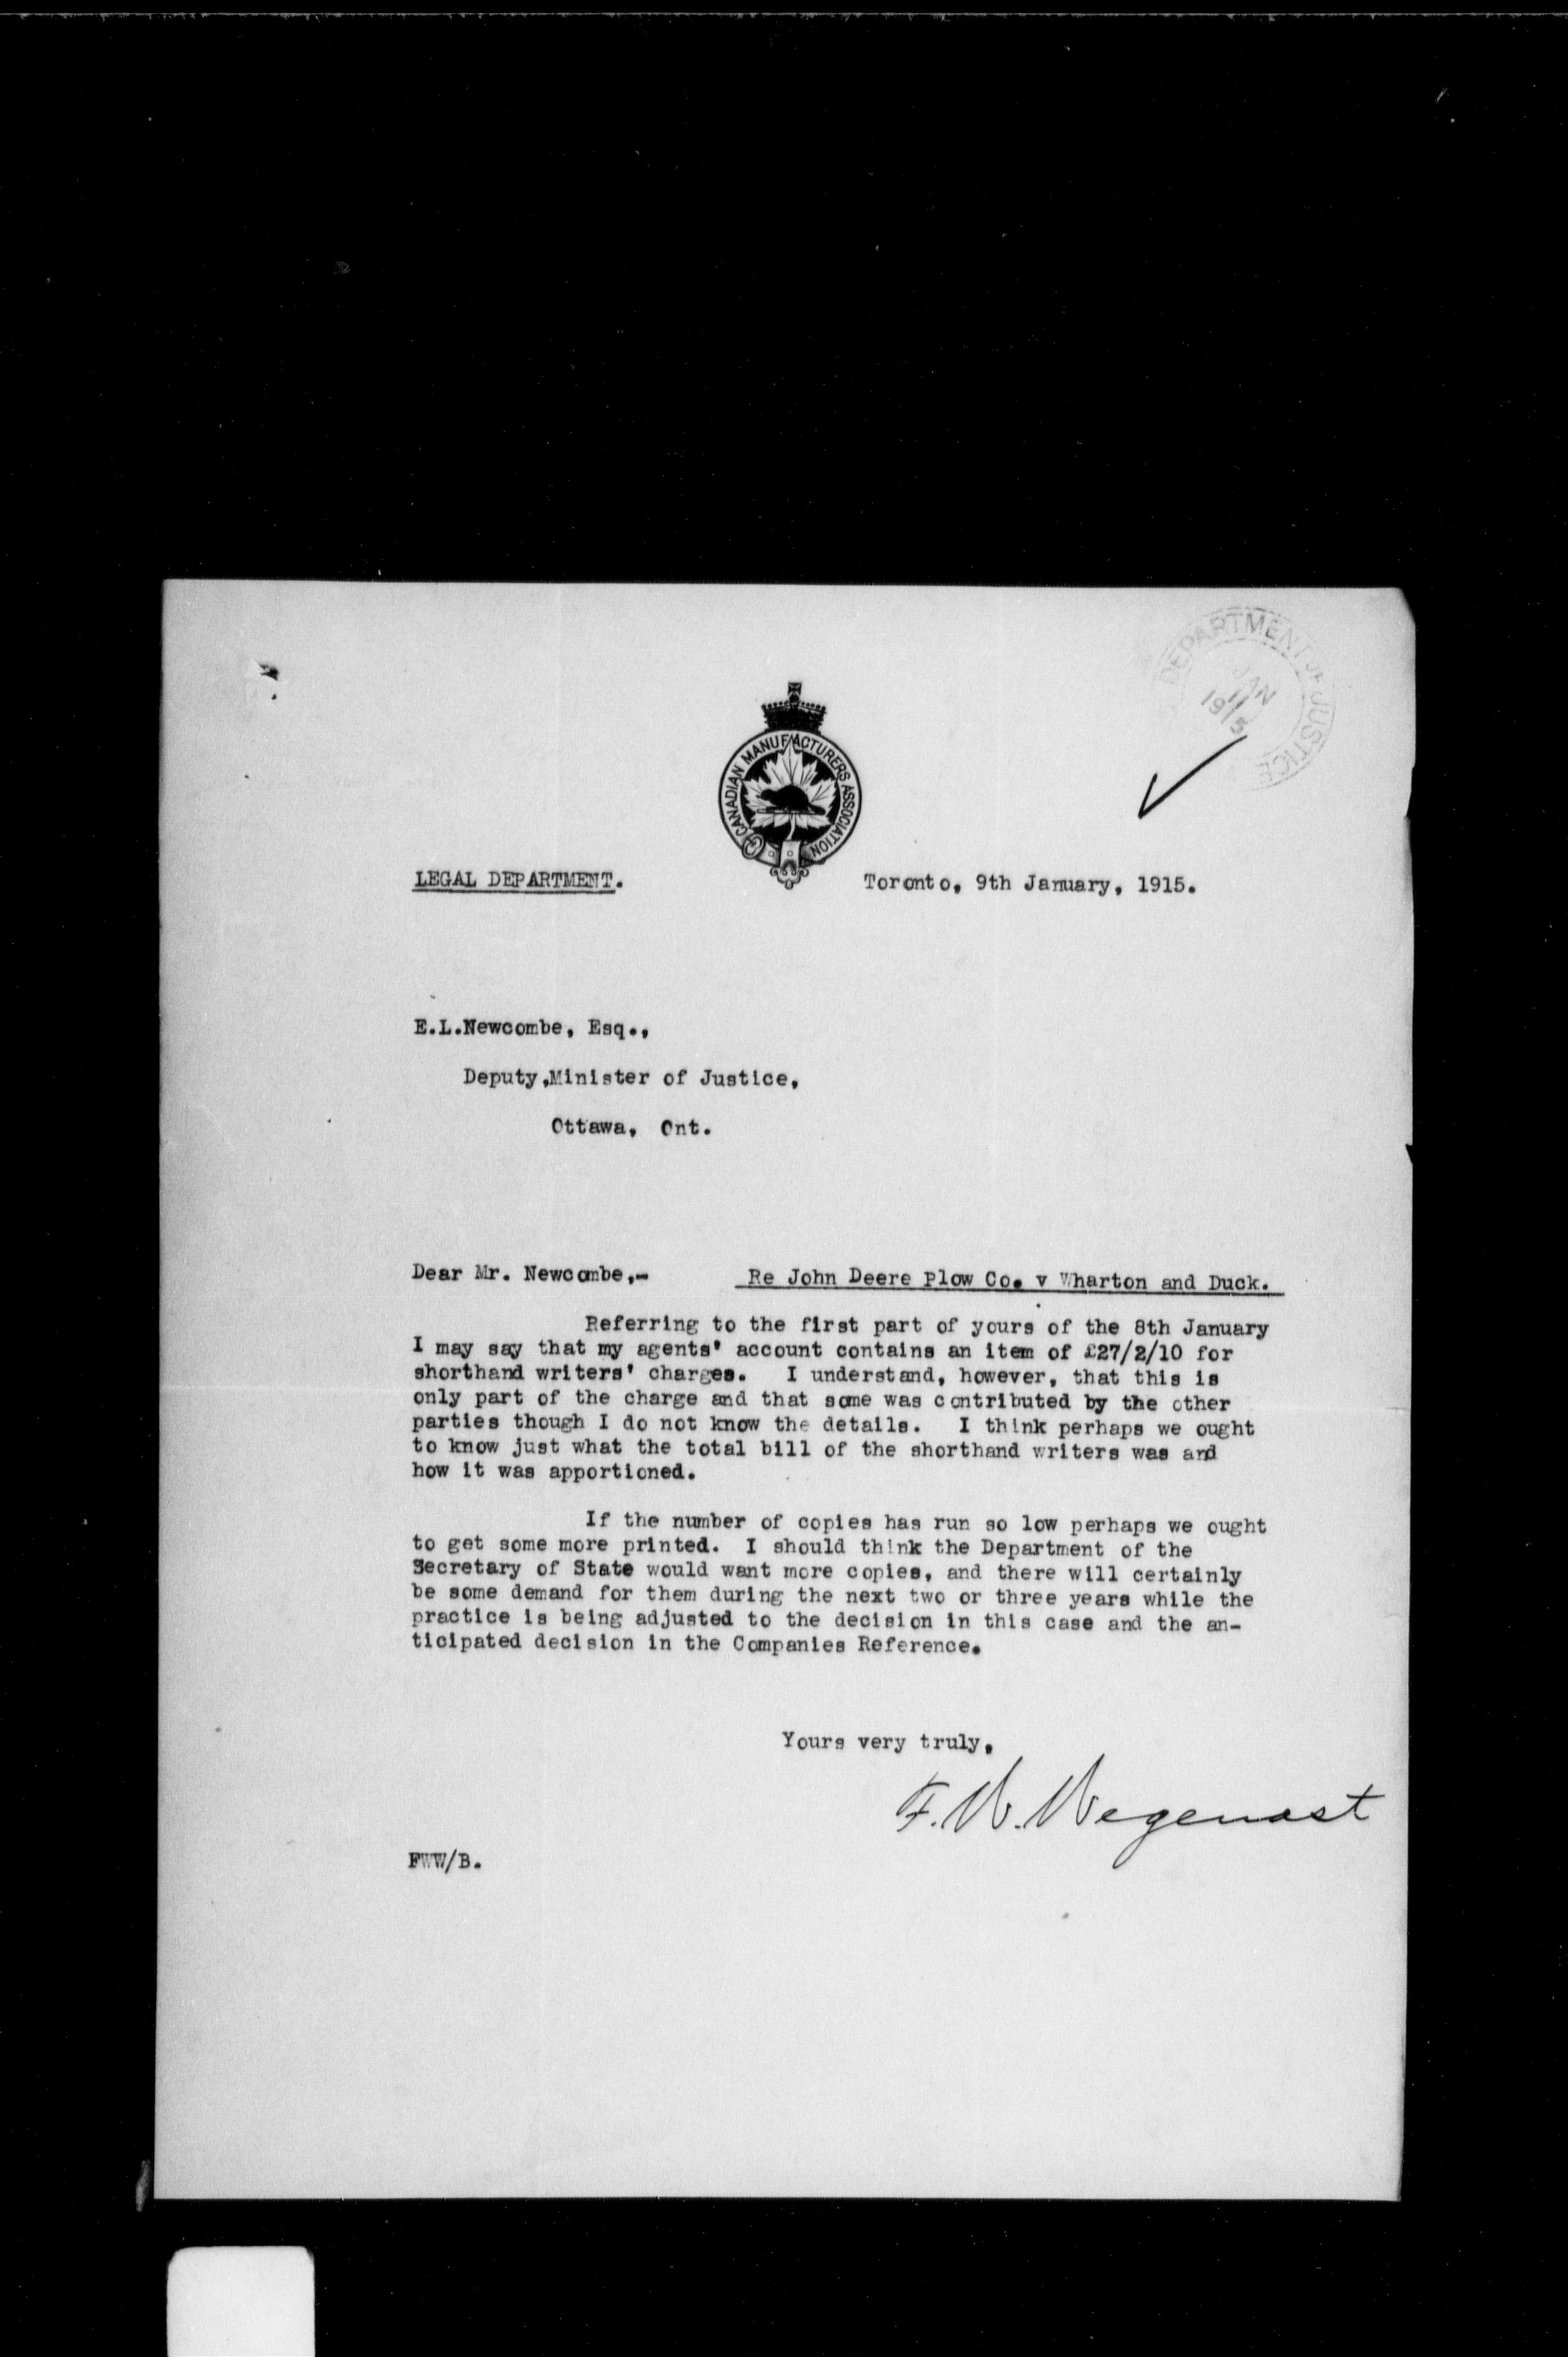 DEPARTMENT OF JUSTICE
JAN
11
1915
CANADIAN MANUFACTURERS ASSOCIATION
LEGAL DEPARTMENT.
Toronto, 9th January, 1915.
E.L.Newcombe, Esq.,
Deputy,Minister of Justice,
Ottawa, Ont.
Dear Mr. Newcombe,-
Re John Deere Plow Co. v Wharton and Duck.
Referring to the first part of yours of the 8th January
I may say that my agents' account contains an item of £27/2/10 for
shorthand writers' charges. I understand, however, that this is
only part of the charge and that some was contributed by the other
parties though I do not know the details. I think perhaps we ought
to know just what the total bill of the shorthand writers was and
how it was apportioned.
If the number of copies has run so low perhaps we ought
to get some more printed. I should think the Department of the
Secretary of State would want more copies, and there will certainly
be some demand for them during the next two or three years while the
practice is being adjusted to the decision in this case and the an-
ticipated decision in the Companies Reference.
Yours very truly,
F. W. Wegenast
FWW/B.